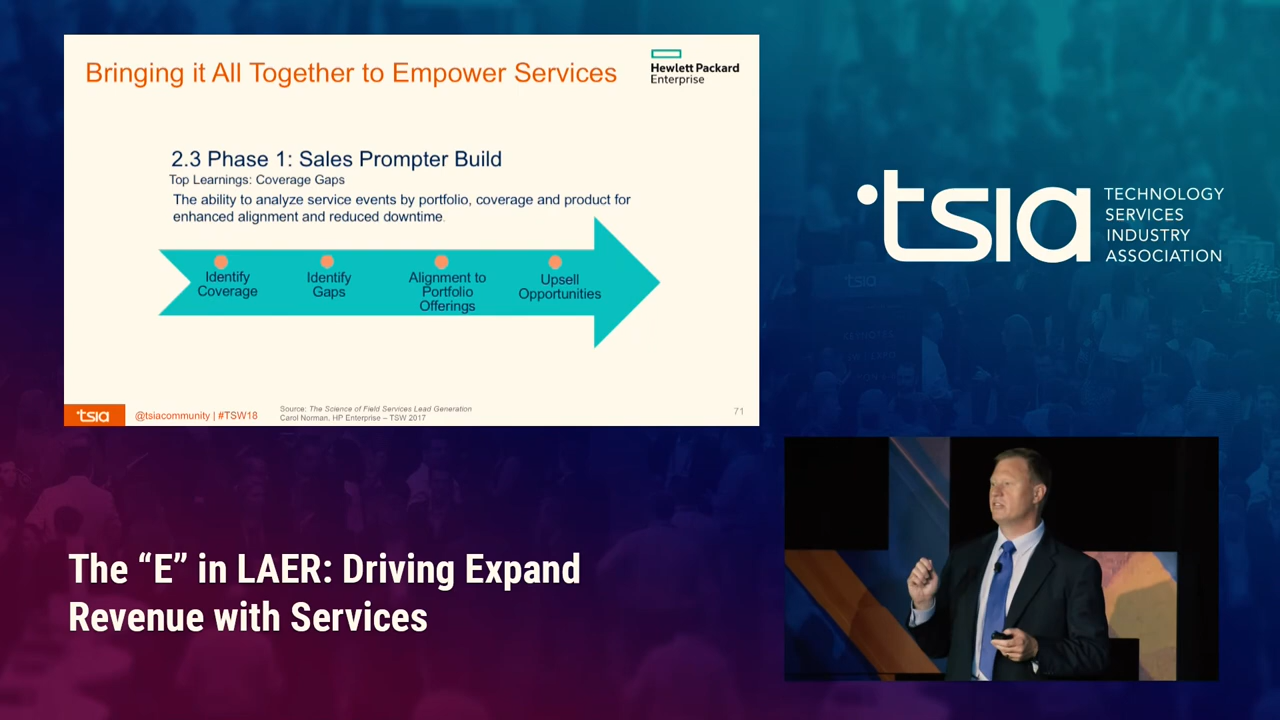 Bringing it All Together to Empower Services
Hewlett Packard
Enterprise
2.3 Phase 1: Sales Prompter Build
Top Learnings: Coverage Gaps
The ability to analyze service events by portfolio, coverage and product for
enhanced alignment and reduced downtime.
Identify
Coverage
Identify
Gaps
Alignment to
Portfolio
Offerings
Upsell
Opportunities
tsia
@tsiacommunity | #TSW18
Source: The Science of Field Services Lead Generation
Carol Norman, HP Enterprise – TSW 2017
71
tsia
TECHNOLOGY
SERVICES
INDUSTRY
ASSOCIATION
The “E” in LAER: Driving Expand
Revenue with Services